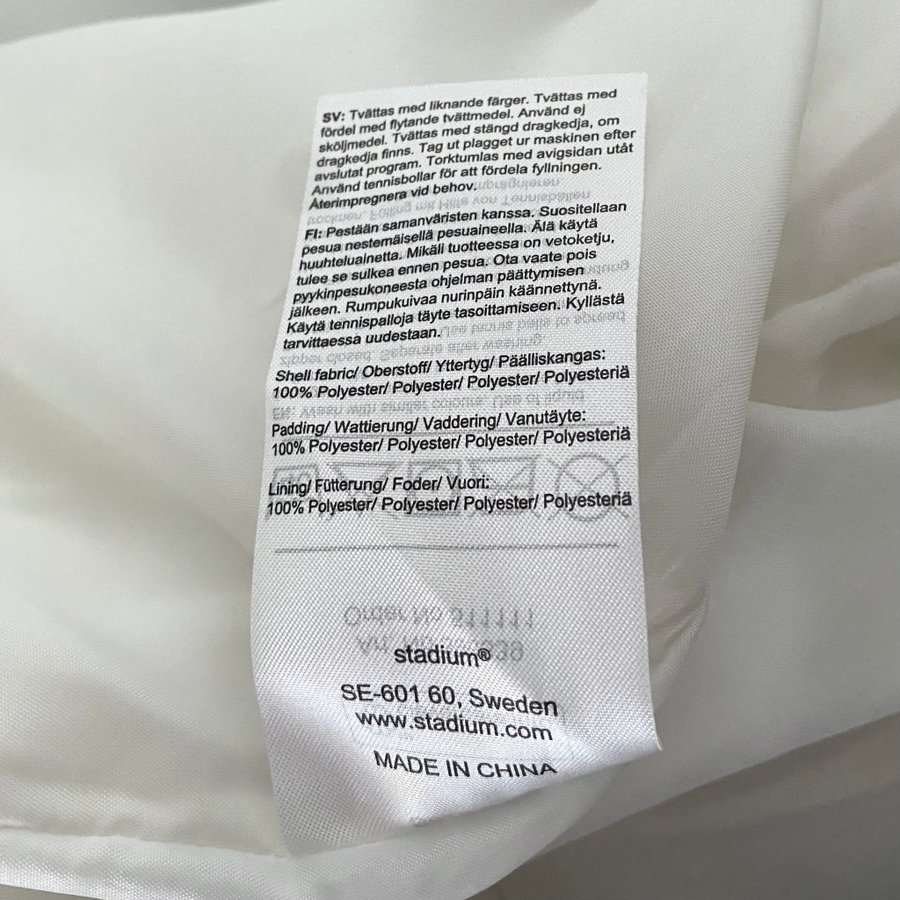 SV: Tvättas med liknande färger. Tvättas med
fördel med flytande tvättmedel. Använd ej
sköljmedel. Tvättas med stängd dragkedja, om
dragkedja finns. Tag ut plagget ur maskinen efter
avslutat program. Torktumlas med avigsidan utåt
Använd tennisbollar för att fördela fyllningen.
Återimpregnera vid behov.
FI: Pestään samanväristen kanssa. Suositellaan
pesua nestemäisellä pesuaineella. Älä käytä
huuhteluainetta. Mikäli tuotteessa on vetoketju,
tulee se sulkea ennen pesua. Ota vaate pois
pyykinpesukoneesta ohjelman päättymisen
jälkeen. Rumpukuivaa nurinpäin käännettynä.
Käytä tennispalloja täyte tasoittamiseen. Kyllästä
tarvittaessa uudestaan.
Shell fabric/ Oberstoff/ Yttertyg/ Päälliskangas:
100% Polyester/ Polyester/ Polyester/ Polyesteriä
Padding/ Wattierung/ Vaddering/ Vanutäyte:
100% Polyester/ Polyester/ Polyester/ Polyesteriä
Lining/ Fütterung/ Foder/ Vuori:
100% Polyester/ Polyester/ Polyester/ Polyesteriä
stadium®
SE-601 60, Sweden
www.stadium.com
MADE IN CHINA